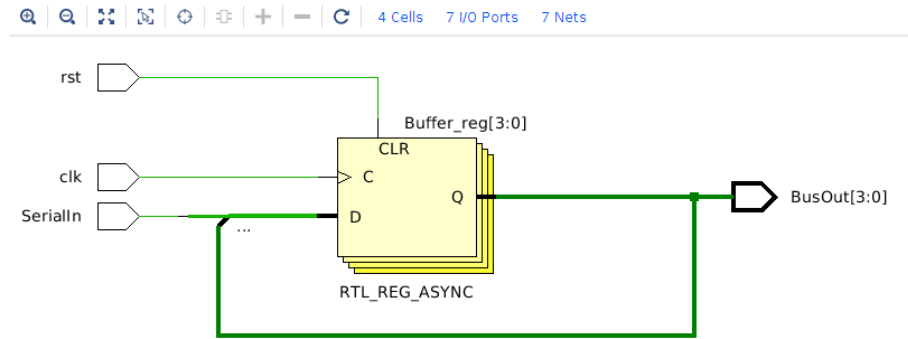 4 Cells 7 I/O Ports 7 Nets
rst
Buffer_reg[3:0]
CLR
clk
C
Q
BusOut[3:0]
SerialIn
D
...
RTL_REG_ASYNC